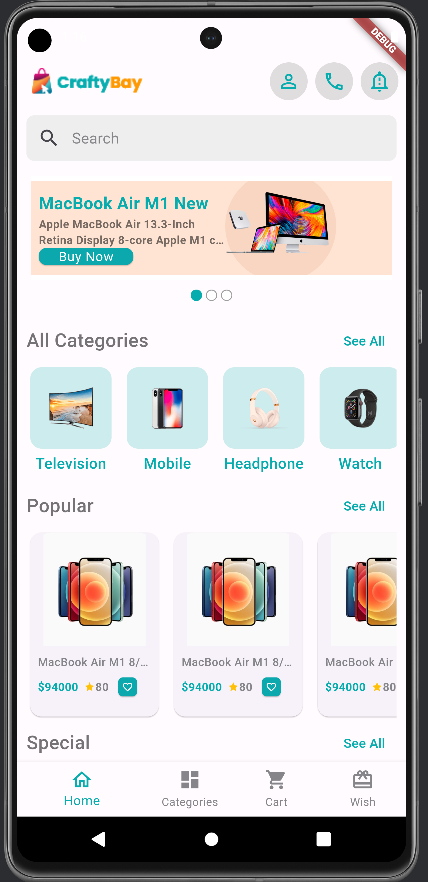 DEBUG
CraftyBay
Search
MacBook Air M1 New
Apple MacBook Air 13.3-Inch
Retina Display 8-core Apple M1 c...
Buy Now
All Categories
See All
Television
Mobile
Headphone
Watch
Popular
See All
MacBook Air M1 8/...
MacBook Air M1 8/...
MacBook Air
$94000
80
$94000
80
$94000
80
Special
See All
Home
Categories
Cart
Wish